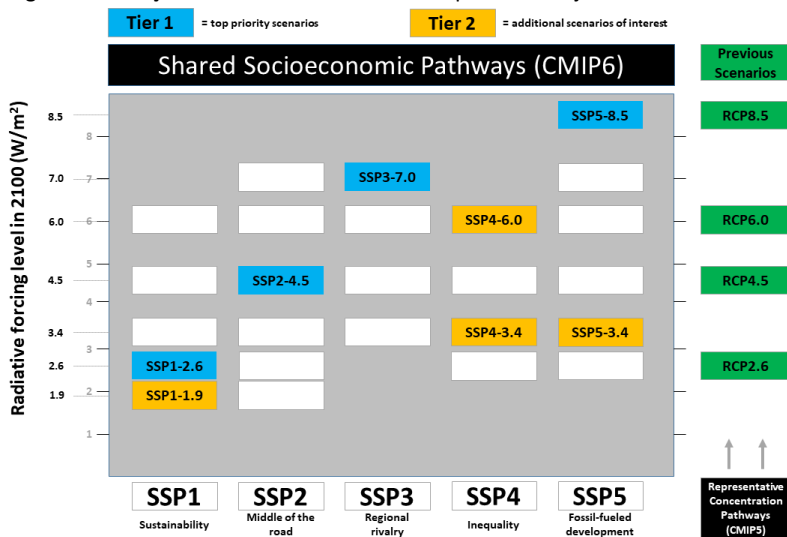 Tier 1
= top priority scenarios
Tier 2
= additional scenarios of interest
Shared Socioeconomic Pathways (CMIP6)
Previous
Scenarios
Radiative forcing level in 2100 (W/m²)
8.5
8
7.0
7
6.0
6
5
4.5
4
3.4
3
2.6
2
1.9
1
SSP5-8.5
SSP3-7.0
SSP4-6.0
SSP2-4.5
SSP4-3.4
SSP5-3.4
SSP1-2.6
SSP1-1.9
RCP8.5
RCP6.0
RCP4.5
RCP2.6
SSP1
Sustainability
SSP2
Middle of the
road
SSP3
Regional
rivalry
SSP4
Inequality
SSP5
Fossil-fueled
development
Representative
Concentration
Pathways
(CMIP5)